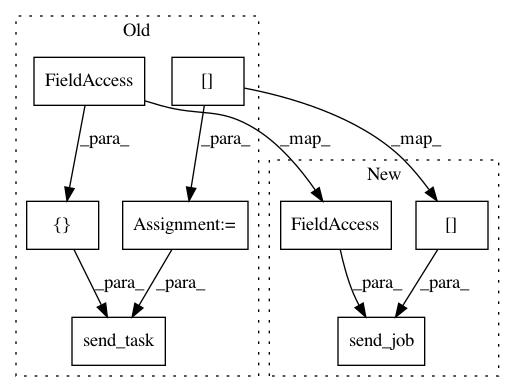 Old
FieldAccess
[]
_para_
_para_
_map_
_map_
New
{}
Assignment:=
FieldAccess
[]
_para_
_para_
_para_
_para_
send_task
send_job